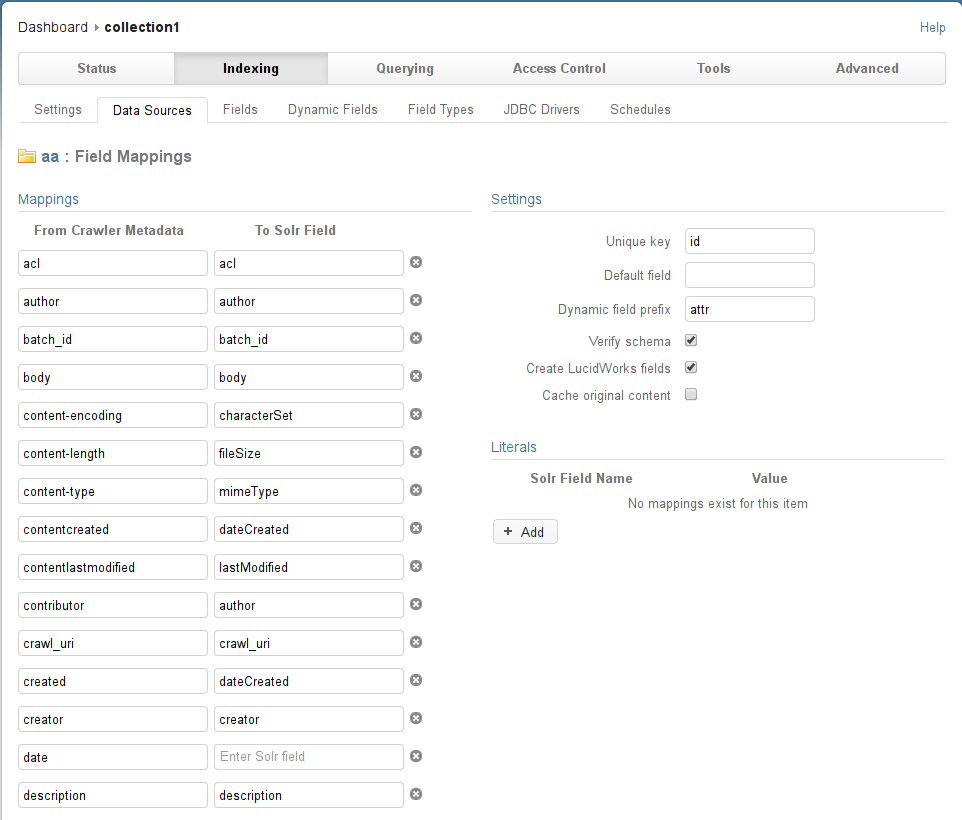 Dashboard › collection1 Help
Status Indexing Querying Access Control Tools Advanced
Settings Data Sources Fields Dynamic Fields Field Types JDBC Drivers Schedules
aa : Field Mappings
Mappings
From Crawler Metadata To Solr Field
acl acl
author author
batch_id batch_id
body body
content-encoding characterSet
content-length fileSize
content-type mimeType
contentcreated dateCreated
contentlastmodified lastModified
contributor author
crawl_uri crawl_uri
created dateCreated
creator creator
date Enter Solr field
description description
Settings
Unique key id
Default field
Dynamic field prefix attr
Verify schema
Create LucidWorks fields
Cache original content
Literals
Solr Field Name Value
No mappings exist for this item
+ Add